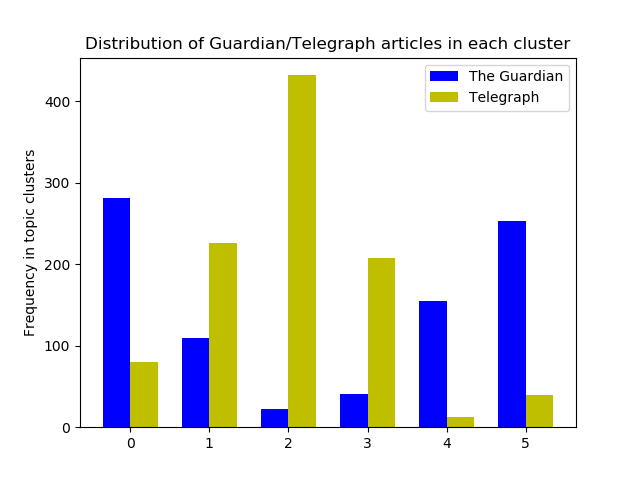 Distribution of Guardian/Telegraph articles in each cluster
The Guardian
Telegraph
Frequency in topic clusters
400
300
200
100
0
0 1 2 3 4 5